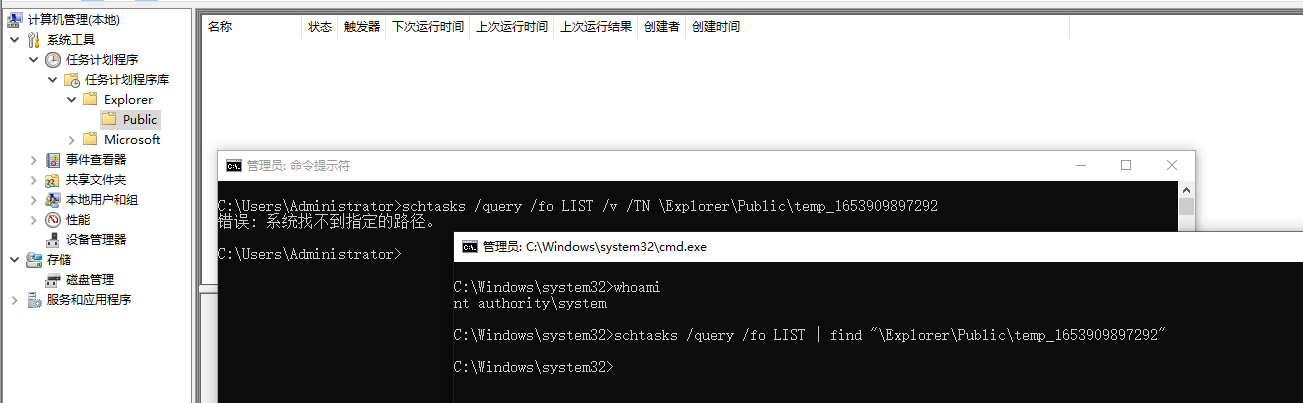 计算机管理(本地)
系统工具
任务计划程序
任务计划程序库
Explorer
Public
Microsoft
事件查看器
共享文件夹
本地用户和组
性能
设备管理器
存储
磁盘管理
服务和应用程序
名称 状态 触发器 下次运行时间 上次运行时间 上次运行结果 创建者 创建时间
管理员: 命令提示符
C:\Users\Administrator>schtasks /query /fo LIST /v /TN \Explorer\Public\temp_1653909897292
错误: 系统找不到指定的路径。
C:\Users\Administrator>
管理员: C:\Windows\system32\cmd.exe
C:\Windows\system32>whoami
nt authority\system
C:\Windows\system32>schtasks /query /fo LIST | find "\Explorer\Public\temp_1653909897292"
C:\Windows\system32>